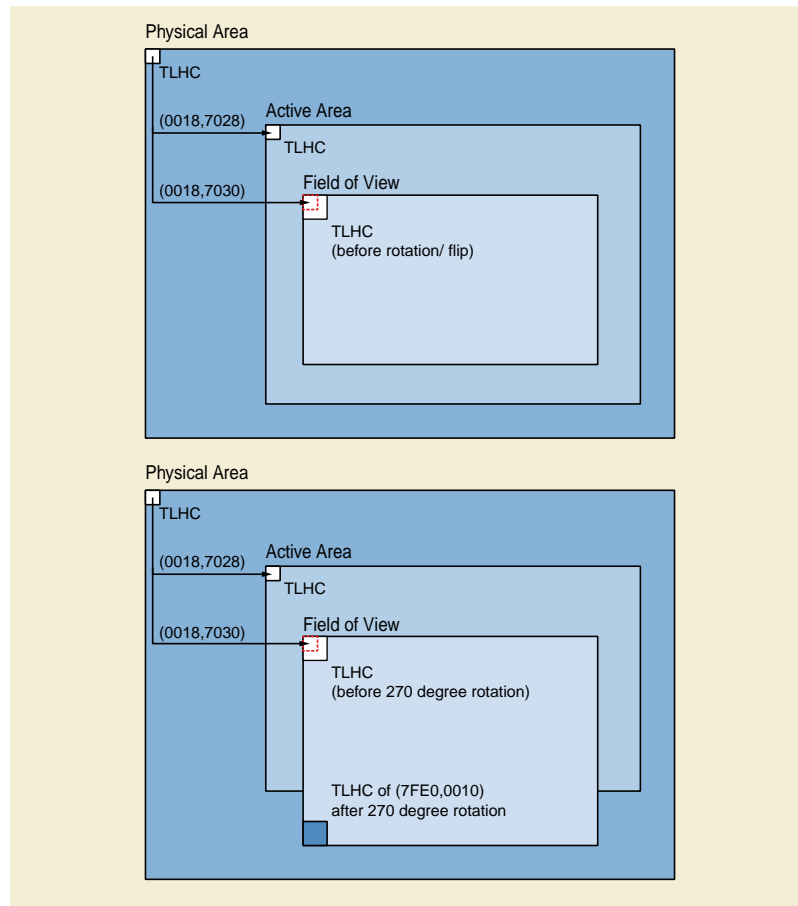 Physical Area
TLHC
Active Area
(0018,7028)
TLHC
Field of View
(0018,7030)
TLHC
(before rotation/ flip)
Physical Area
TLHC
Active Area
(0018,7028)
TLHC
Field of View
(0018,7030)
TLHC
(before 270 degree rotation)
TLHC of (7FE0,0010)
after 270 degree rotation